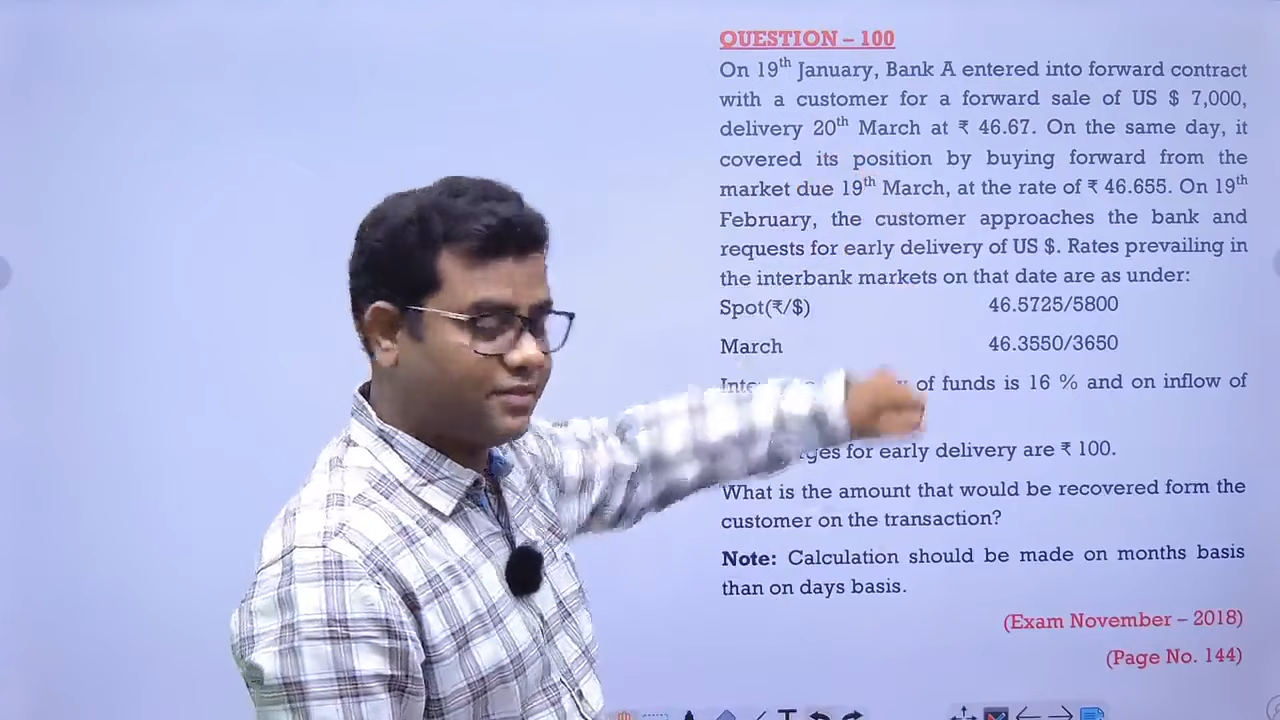 QUESTION – 100
On 19th January, Bank A entered into forward contract
with a customer for a forward sale of US $ 7,000,
delivery 20th March at ₹ 46.67. On the same day, it
covered its position by buying forward from the
market due 19th March, at the rate of ₹ 46.655. On 19th
February, the customer approaches the bank and
requests for early delivery of US $. Rates prevailing in
the interbank markets on that date are as under:
Spot(₹/$) 46.5725/5800
March 46.3550/3650
of funds is 16 % and on inflow of
for early delivery are ₹ 100.
What is the amount that would be recovered form the
customer on the transaction?
Note: Calculation should be made on months basis
than on days basis.
(Exam November – 2018)
(Page No. 144)